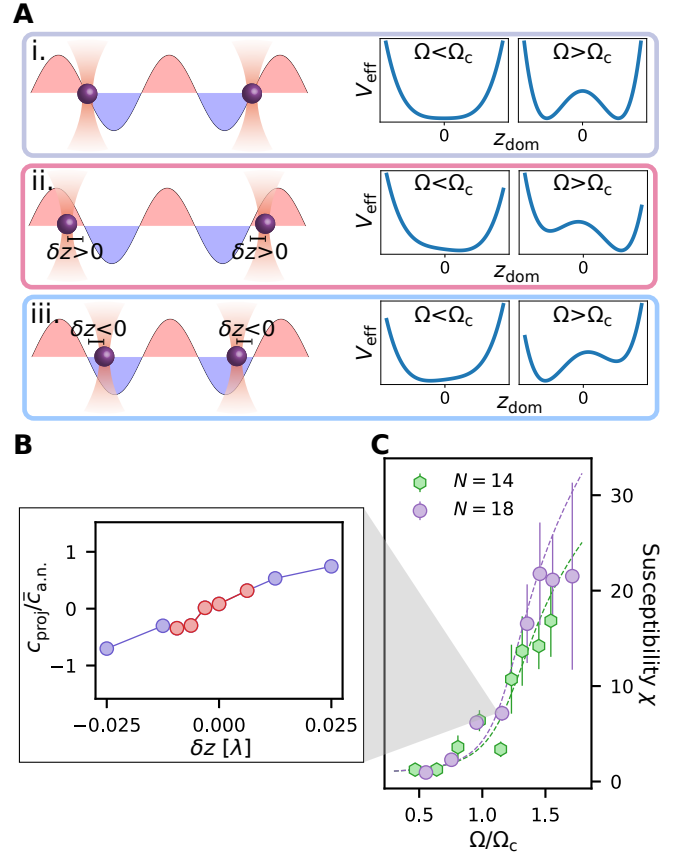 A
i.
V_eff
Ω<Ω_c
Ω>Ω_c
0
0
z_dom
ii.
δz>0
δz>0
V_eff
Ω<Ω_c
Ω>Ω_c
0
0
z_dom
iii.
δz<0
δz<0
V_eff
Ω<Ω_c
Ω>Ω_c
0
0
z_dom
B
c_proj/c̄_a.n.
1
0
−1
−0.025
0.000
0.025
δz [λ]
C
N = 14
N = 18
30
20
10
0
Susceptibility χ
0.5
1.0
1.5
Ω/Ω_c